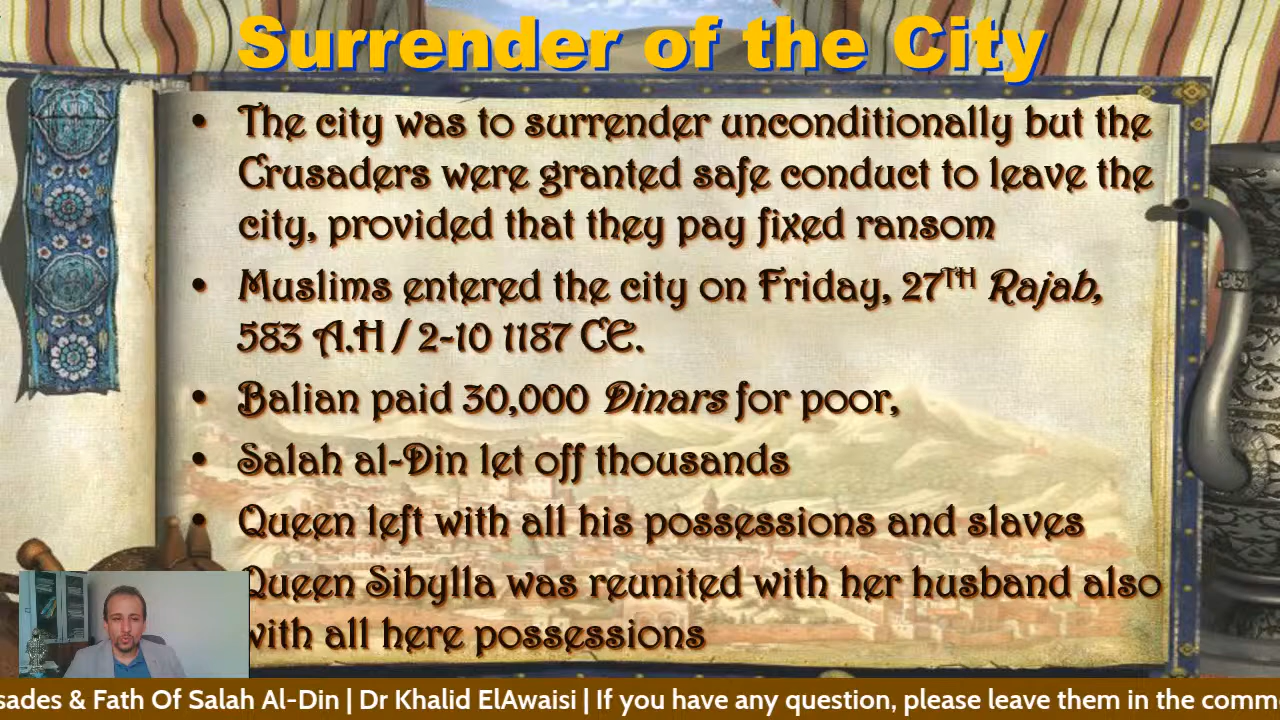 Surrender of the City
• The city was to surrender unconditionally but the
Crusaders were granted safe conduct to leave the
city, provided that they pay fixed ransom
• Muslims entered the city on Friday, 27TH Rajab,
583 A.H / 2-10 1187 CE.
• Balian paid 30,000 Dinars for poor,
• Salah al-Din let off thousands
• Queen left with all his possessions and slaves
Queen Sibylla was reunited with her husband also
with all here possessions
sades & Fath Of Salah Al-Din | Dr Khalid ElAwaisi | If you have any question, please leave them in the comm